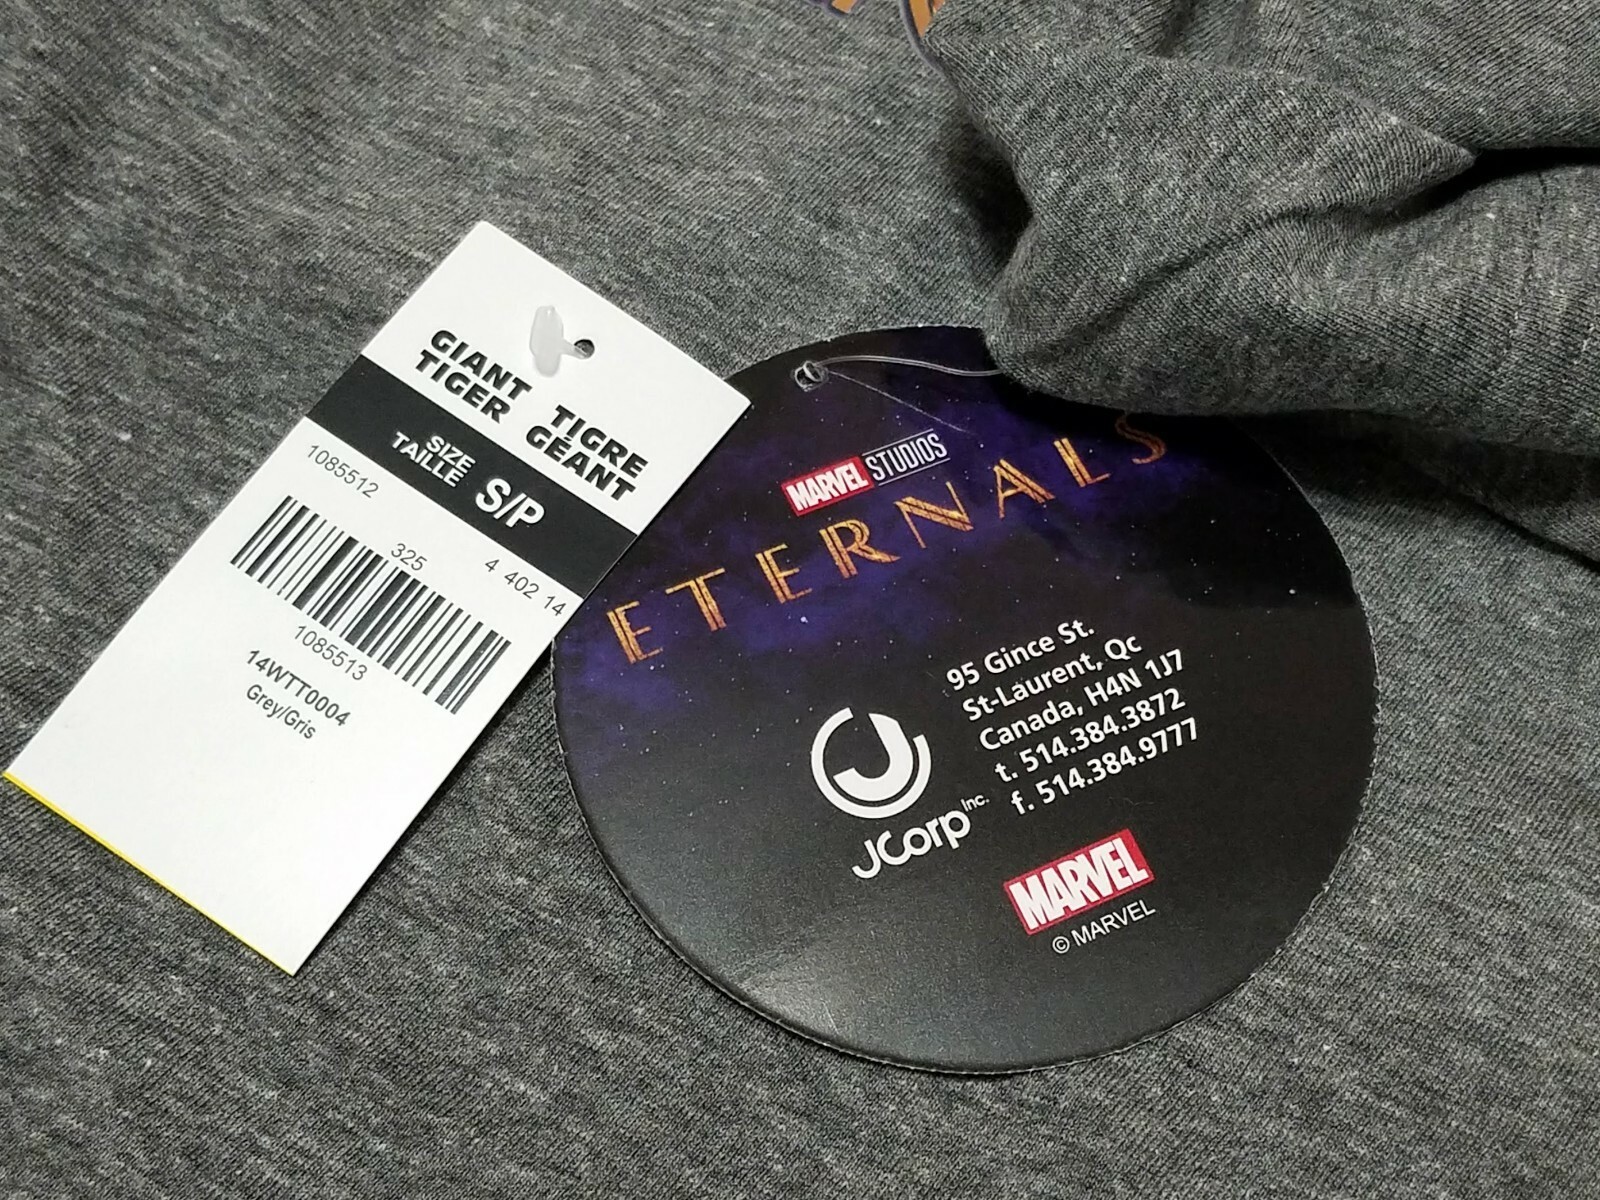 GIANT TIGRE
TIGER GÉANT
SIZE
TAILLE
S/P
1085512
325
4 402 14
1085513
14WTT0004
Grey/Gris
MARVEL STUDIOS
ETERNALS
95 Gince St.
St-Laurent, Qc
Canada, H4N 1J7
t. 514.384.3872
f. 514.384.9777
JCorp Inc.
MARVEL
© MARVEL